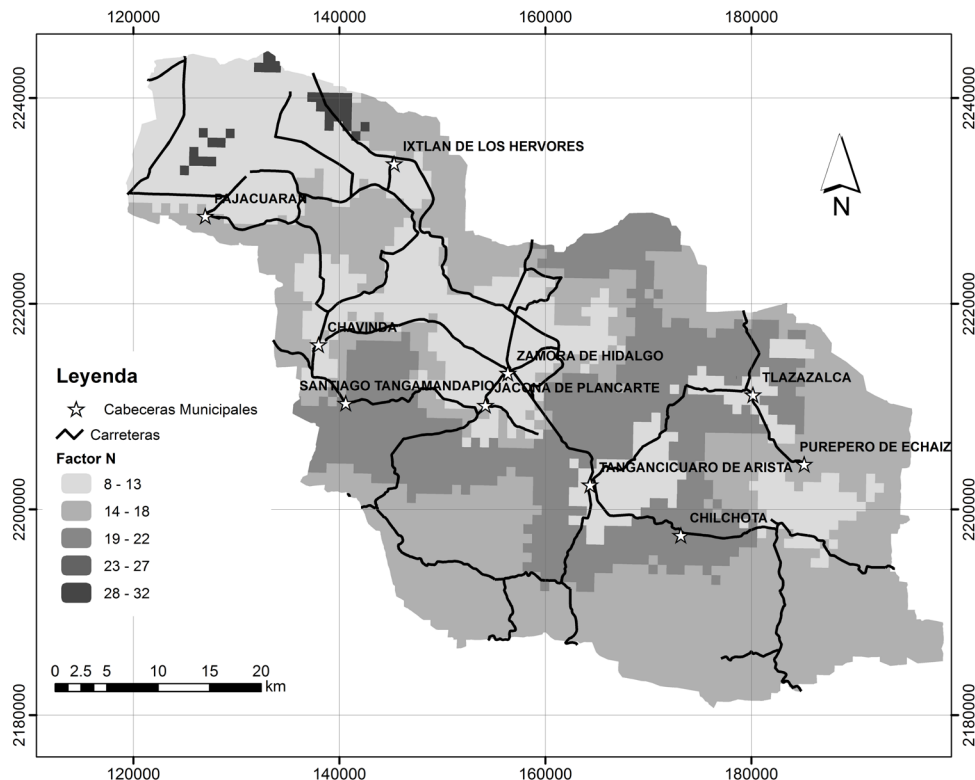 120000 140000 160000 180000
2240000 2240000
IXTLAN DE LOS HERVORES
N
PAJACUARAN
2220000 2220000
CHAVINDA
ZAMORA DE HIDALGO
SANTIAGO TANGAMANDAPIO JACONA DE PLANCARTE
TLAZAZALCA
PUREPERO DE ECHAIZ
TANGANCICUARO DE ARISTA
2200000 2200000
CHILCHOTA
Leyenda
Cabeceras Municipales
Carreteras
Factor N
8 - 13
14 - 18
19 - 22
23 - 27
28 - 32
0 2.5 5 10 15 20
km
2180000 2180000
120000 140000 160000 180000